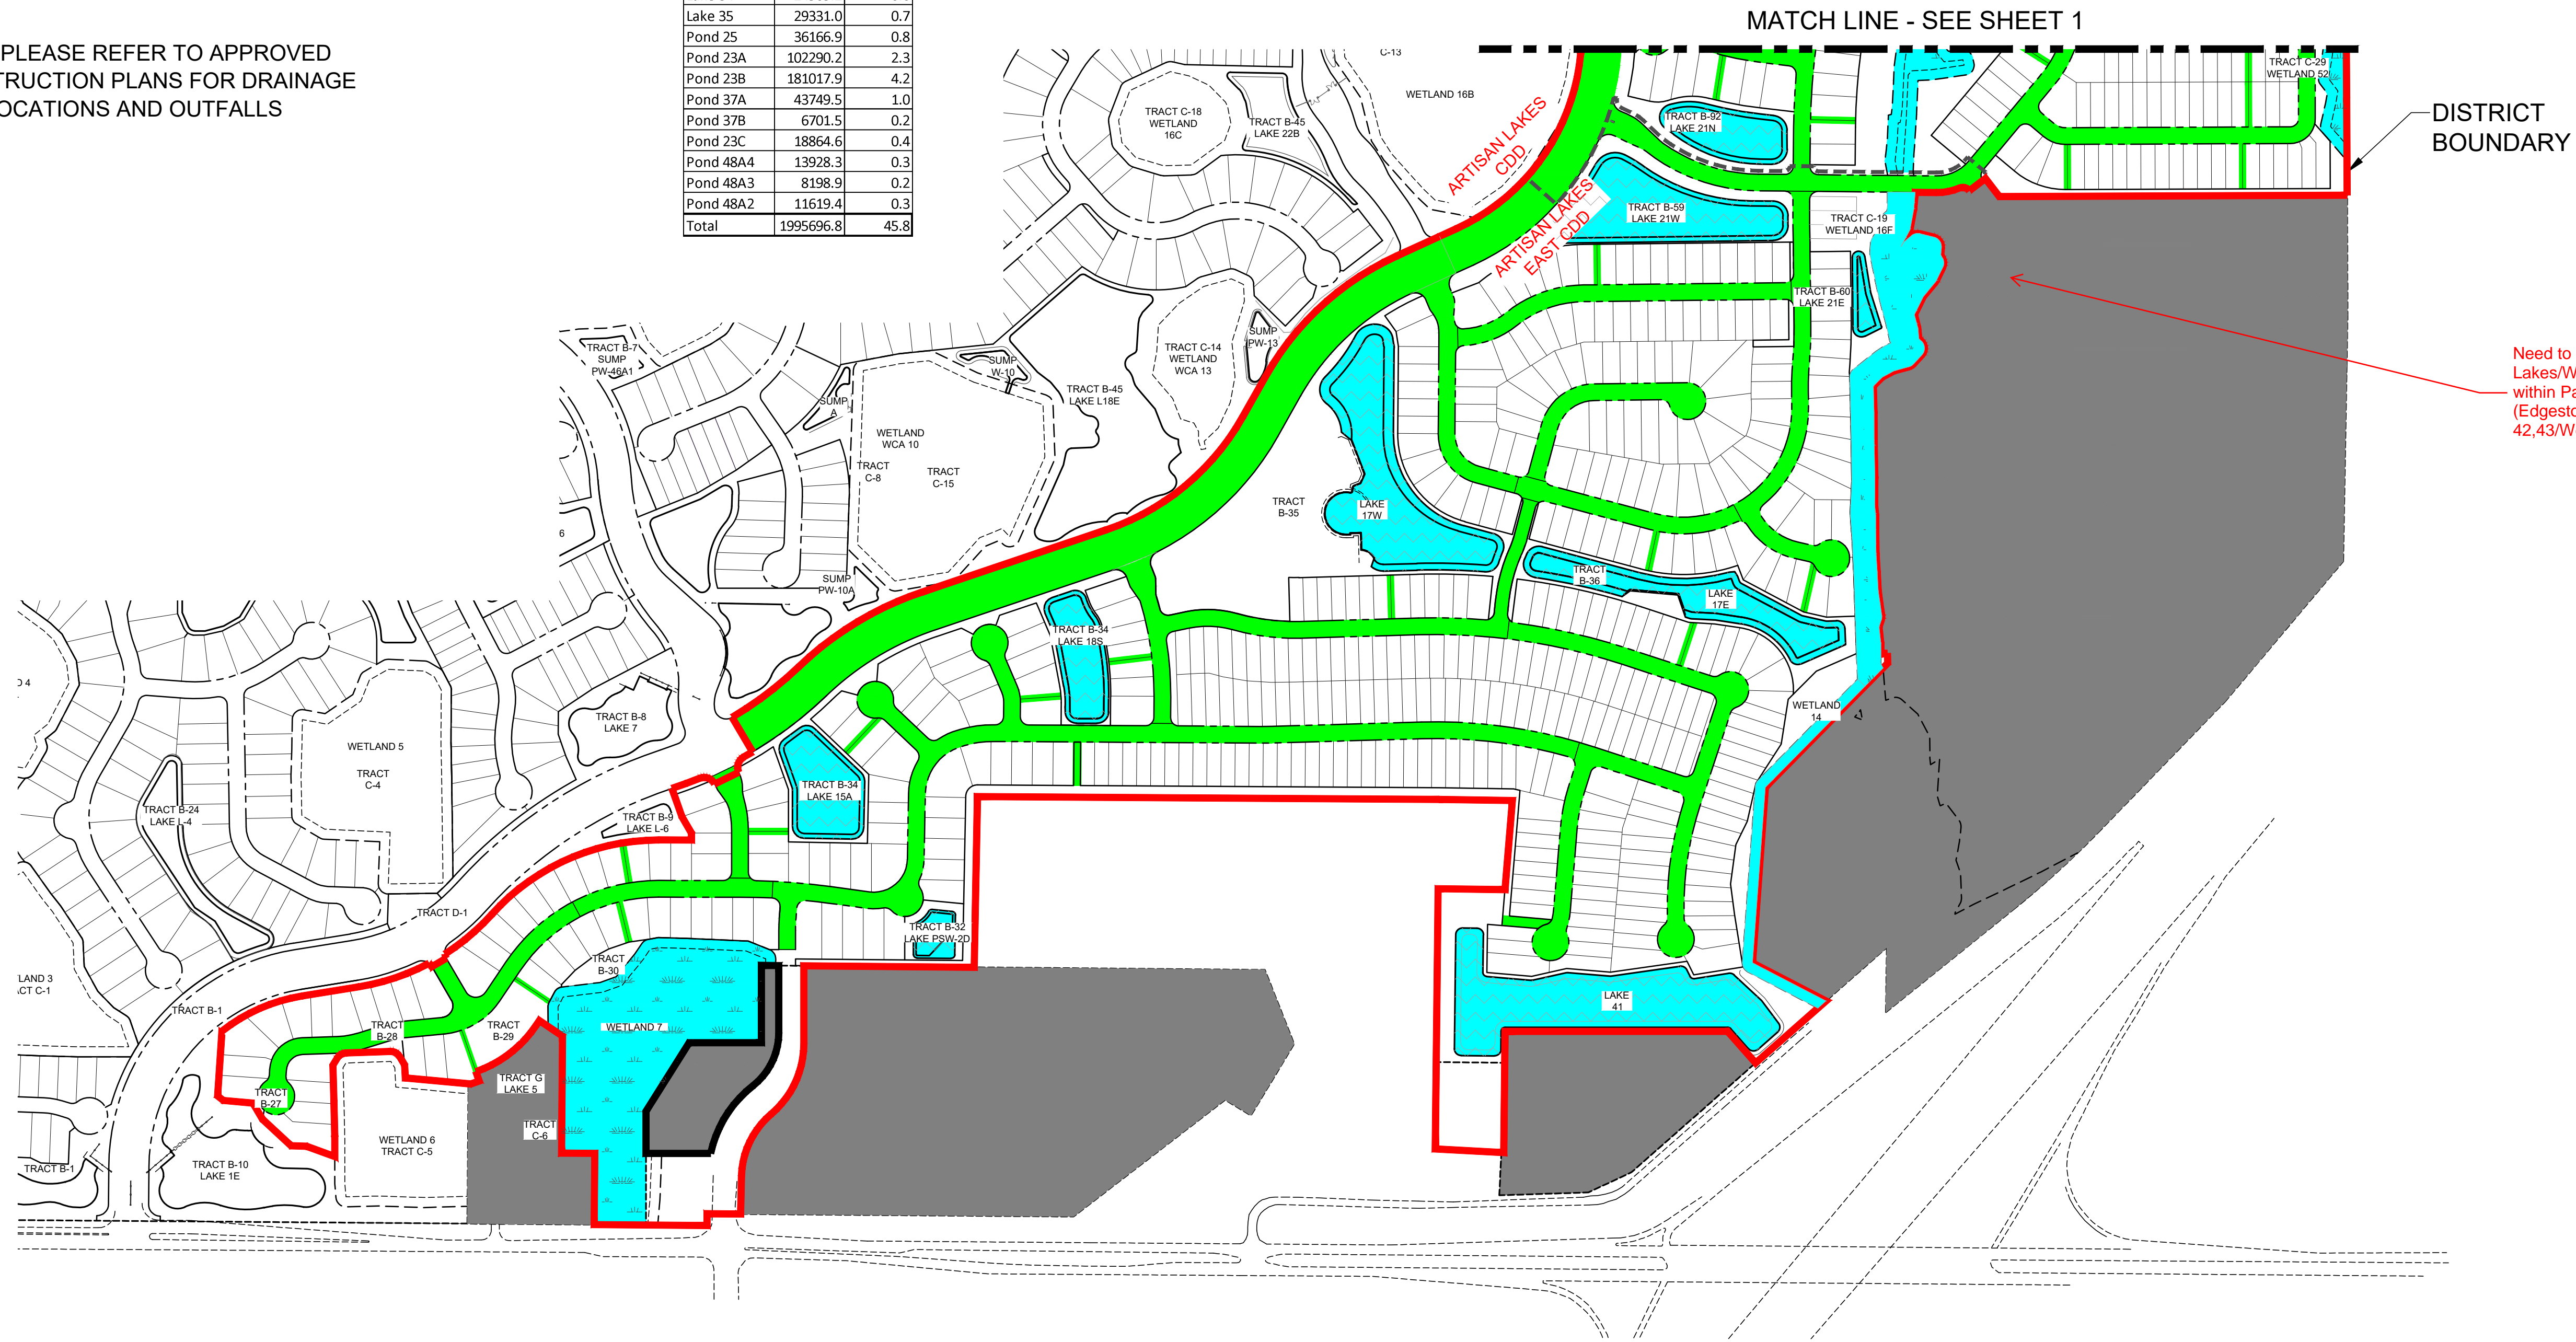 PLEASE REFER TO APPROVED
TRUCTION PLANS FOR DRAINAGE
OCATIONS AND OUTFALLS
Lake 35 29331.0 0.7
Pond 25 36166.9 0.8
Pond 23A 102290.2 2.3
Pond 23B 181017.9 4.2
Pond 37A 43749.5 1.0
Pond 37B 6701.5 0.2
Pond 23C 18864.6 0.4
Pond 48A4 13928.3 0.3
Pond 48A3 8198.9 0.2
Pond 48A2 11619.4 0.3
Total 1995696.8 45.8
MATCH LINE - SEE SHEET 1
DISTRICT
BOUNDARY
C-13
WETLAND 16B
TRACT C-18
WETLAND
16C
TRACT B-45
LAKE 22B
ARTISAN LAKES
CDD
ARTISAN LAKES
EAST CDD
TRACT B-92
LAKE 21N
TRACT C-29
WETLAND 52
TRACT B-59
LAKE 21W
TRACT C-19
WETLAND 16F
TRACT B-60
LAKE 21E
Need to
Lakes/W
within Pa
(Edgesto
42,43/W
TRACT B-7
SUMP
PW-46A1
SUMP
A
SUMP
W-10
TRACT B-45
LAKE L18E
TRACT C-14
WETLAND
WCA 13
SUMP
PW-13
WETLAND
WCA 10
TRACT
C-8
TRACT
C-15
TRACT
B-35
LAKE
17W
6
SUMP
PW-10A
TRACT
B-36
LAKE
17E
TRACT B-34
LAKE 18S
4
TRACT B-8
LAKE 7
WETLAND
14
WETLAND 5
TRACT
C-4
TRACT B-24
LAKE L-4
TRACT B-9
LAKE L-6
TRACT B-34
LAKE 15A
TRACT D-1
TRACT B-32
LAKE PSW-2D
LAND 3
CT C-1
TRACT
B-30
TRACT B-1
TRACT
B-28
TRACT
B-29
WETLAND 7
LAKE
41
TRACT G
LAKE 5
TRACT
B-27
TRACT
C-6
WETLAND 6
TRACT C-5
TRACT B-1
TRACT B-10
LAKE 1E